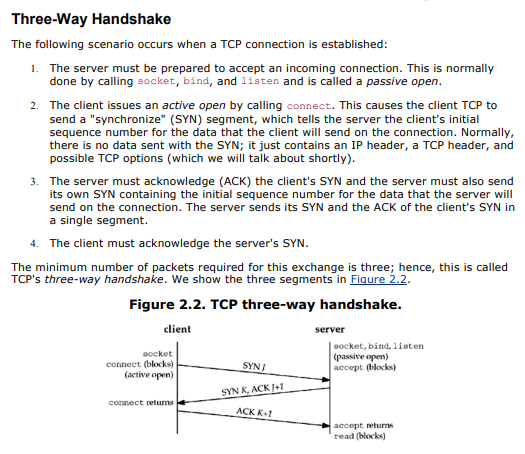 Three-Way Handshake
The following scenario occurs when a TCP connection is established:
1. The server must be prepared to accept an incoming connection. This is normally
done by calling socket, bind, and listen and is called a passive open.
2. The client issues an active open by calling connect. This causes the client TCP to
send a "synchronize" (SYN) segment, which tells the server the client's initial
sequence number for the data that the client will send on the connection. Normally,
there is no data sent with the SYN; it just contains an IP header, a TCP header, and
possible TCP options (which we will talk about shortly).
3. The server must acknowledge (ACK) the client's SYN and the server must also send
its own SYN containing the initial sequence number for the data that the server will
send on the connection. The server sends its SYN and the ACK of the client's SYN in
a single segment.
4. The client must acknowledge the server's SYN.
The minimum number of packets required for this exchange is three; hence, this is called
TCP's three-way handshake. We show the three segments in Figure 2.2.
Figure 2.2. TCP three-way handshake.
client
server
socket, bind, listen
(passive open)
accept (blocks)
socket
connect (blocks)
(active open)
SYN J
SYN K, ACK J+1
connect returns
ACK K+1
accept returns
read (blocks)